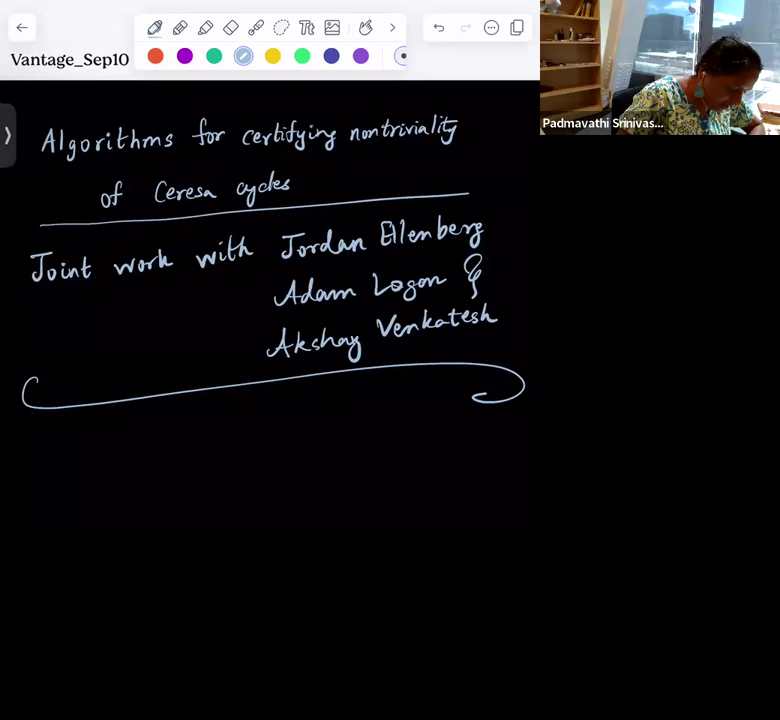 Vantage_Sep10
Tt
Padmavathi Srinivas...
Algorithms for certifying nontriviality
of Ceresa cycles
Joint work with Jordan Ellenberg
Adam Logan &
Akshay Venkatesh